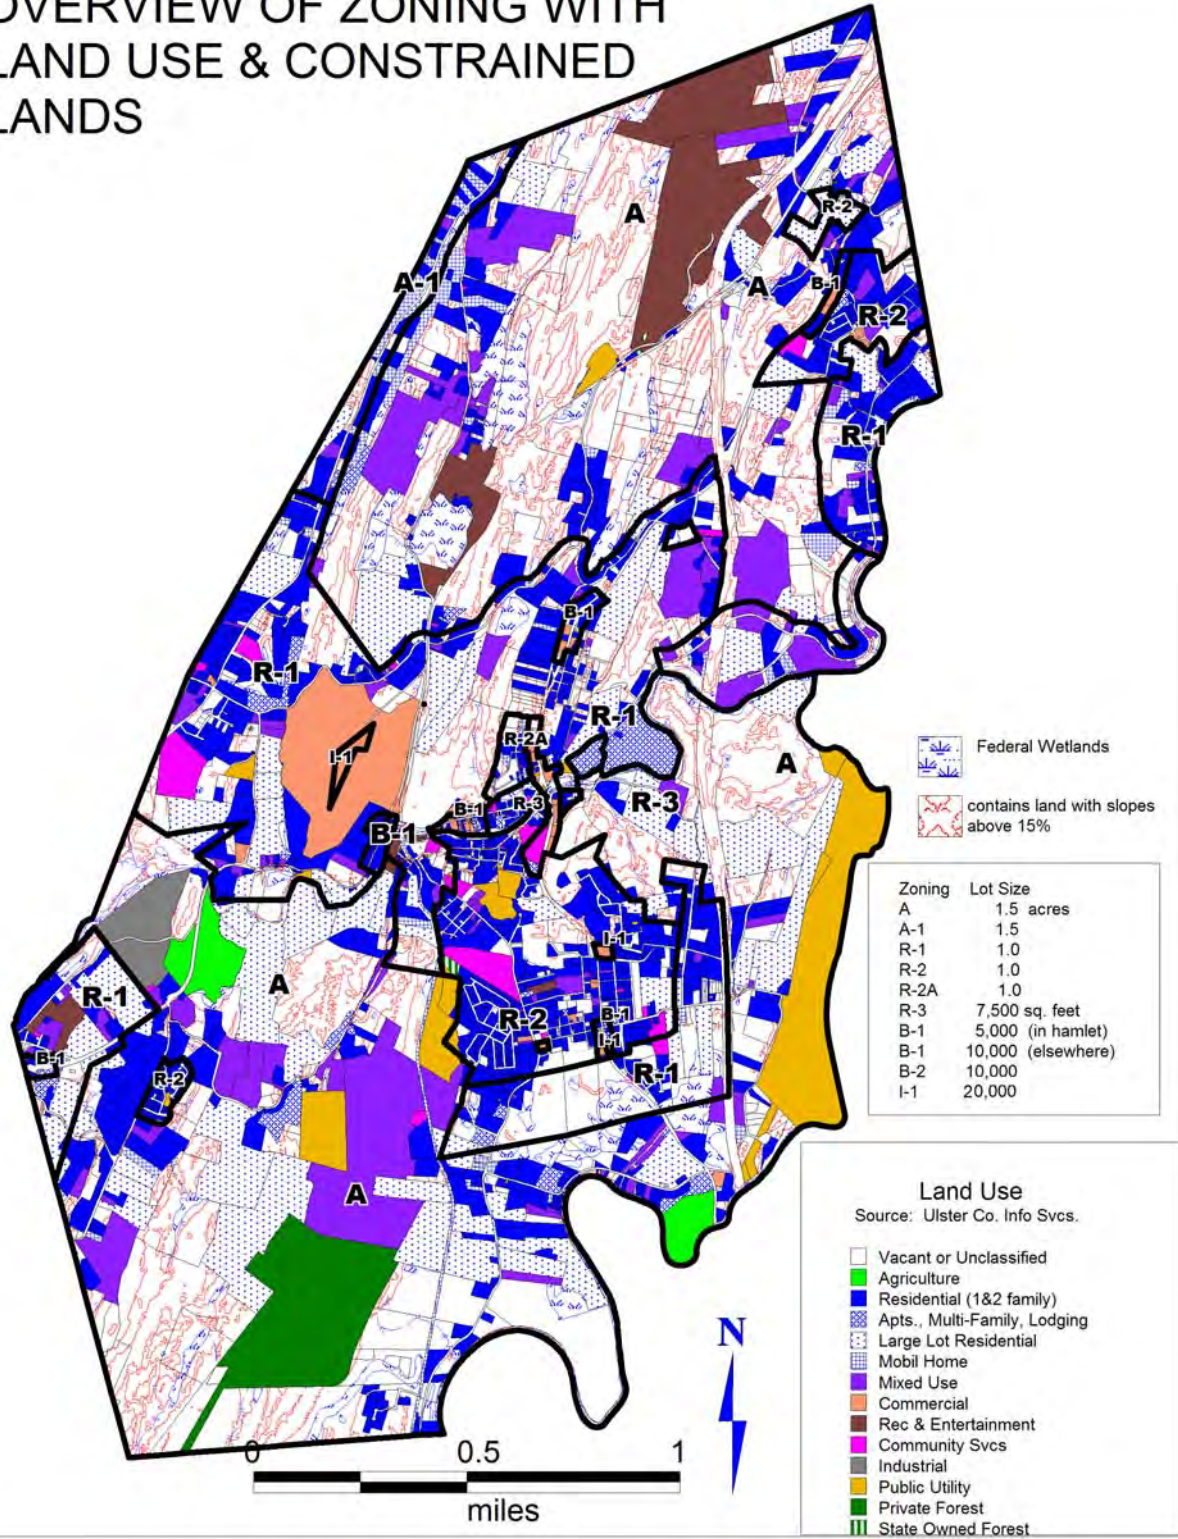 OVERVIEW OF ZONING WITH
LAND USE & CONSTRAINED
LANDS
A
R-2
A-1
A
B-1
R-2
R-1
B-1
R-1
R-1
I-1
R-2A
A
R-3
R-3
B-1
B-1
Federal Wetlands
contains land with slopes
above 15%
Zoning Lot Size
A 1.5 acres
A-1 1.5
R-1 1.0
R-2 1.0
R-2A 1.0
R-3 7,500 sq. feet
B-1 5,000 (in hamlet)
B-1 10,000 (elsewhere)
B-2 10,000
I-1 20,000
I-1
A
R-1
R-2
B-1
I-1
B-1
R-2
R-1
A
Land Use
Source: Ulster Co. Info Svcs.
Vacant or Unclassified
Agriculture
Residential (1&2 family)
Apts., Multi-Family, Lodging
Large Lot Residential
Mobil Home
Mixed Use
Commercial
Rec & Entertainment
Community Svcs
Industrial
Public Utility
Private Forest
State Owned Forest
N
0 0.5 1
miles